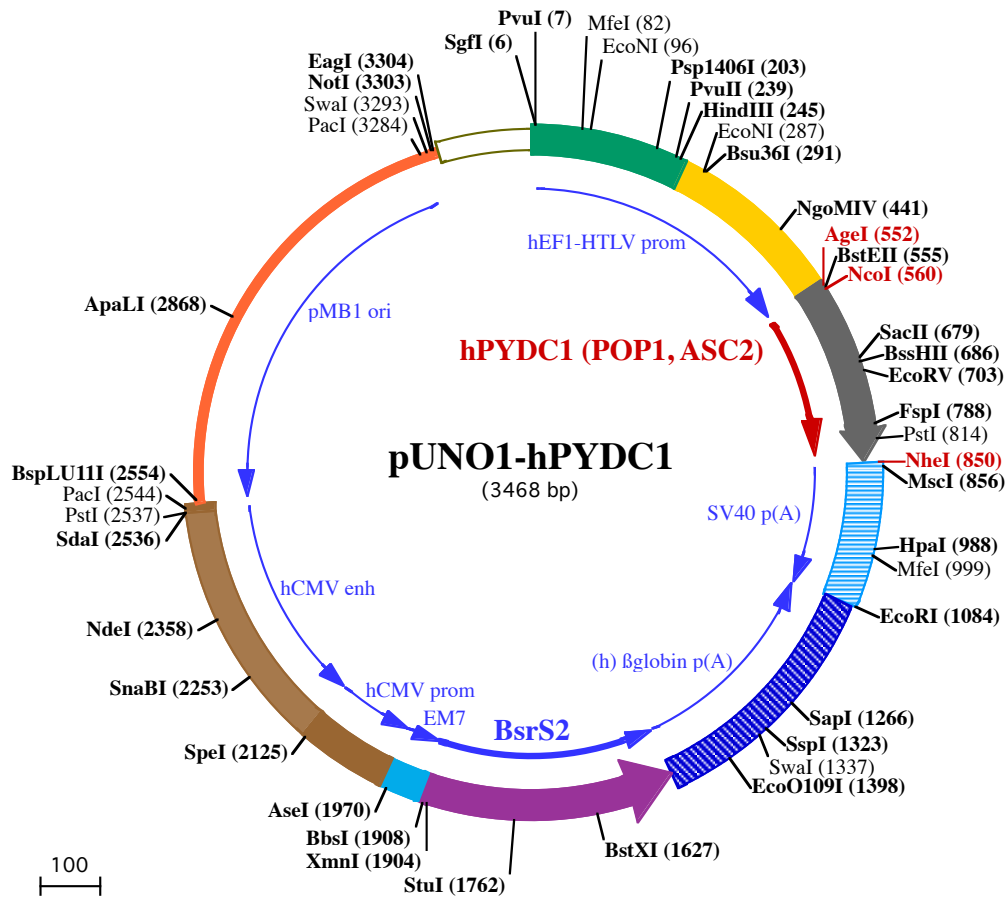 PvuI (7)
SgfI (6)
MfeI (82)
EcoNI (96)
Psp1406I (203)
PvuII (239)
HindIII (245)
EcoNI (287)
Bsu36I (291)
NgoMIV (441)
AgeI (552)
BstEII (555)
NcoI (560)
SacII (679)
BssHII (686)
EcoRV (703)
FspI (788)
PstI (814)
NheI (850)
MscI (856)
HpaI (988)
MfeI (999)
EcoRI (1084)
SapI (1266)
SspI (1323)
SwaI (1337)
EcoO109I (1398)
BstXI (1627)
StuI (1762)
XmnI (1904)
BbsI (1908)
AseI (1970)
SpeI (2125)
SnaBI (2253)
NdeI (2358)
SdaI (2536)
PstI (2537)
PacI (2544)
BspLU11I (2554)
ApaLI (2868)
PacI (3284)
SwaI (3293)
NotI (3303)
EagI (3304)
hEF1-HTLV prom
pMB1 ori
hPYDC1 (POP1, ASC2)
pUNO1-hPYDC1
(3468 bp)
SV40 p(A)
hCMV enh
(h) ßglobin p(A)
hCMV prom
EM7
BsrS2
100